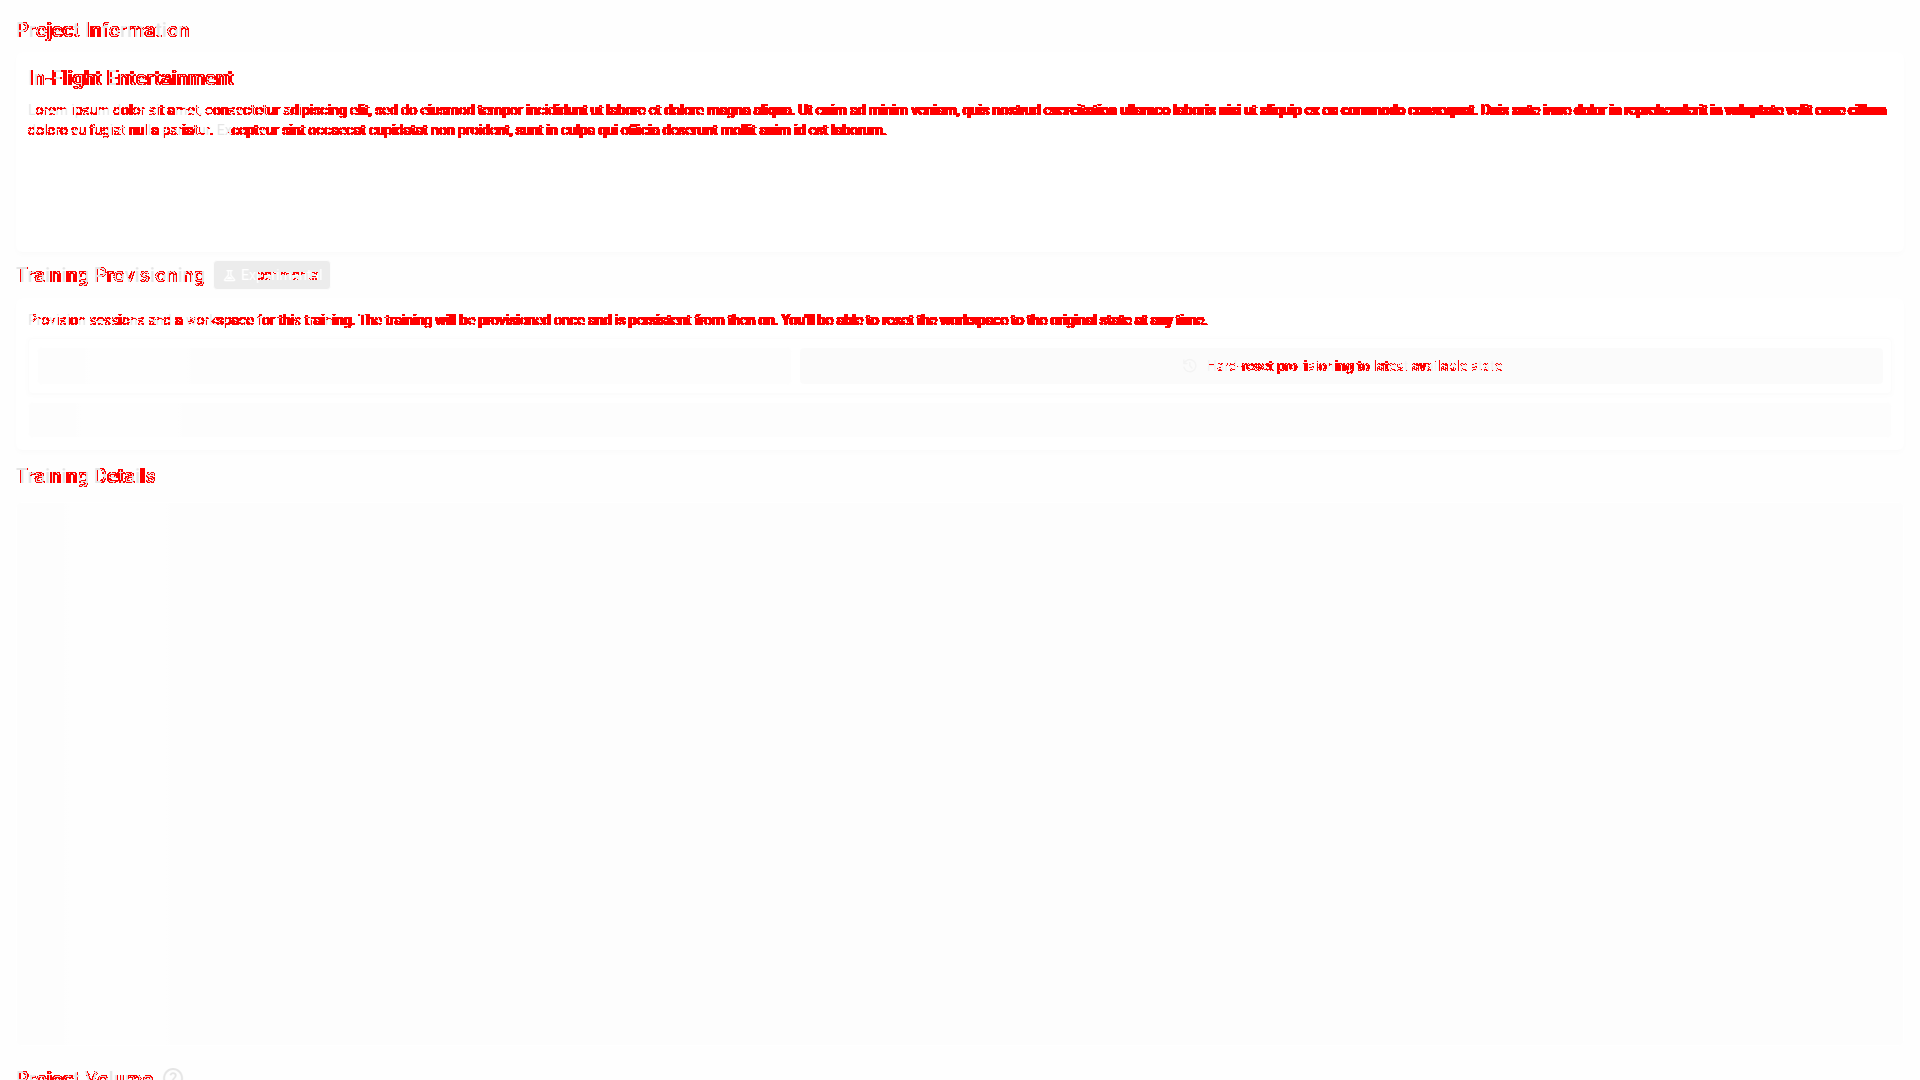 Project Information
In-Flight Entertainment
Lorem ipsum dolor sit amet, consectetur adipiscing elit, sed do eiusmod tempor incididunt ut labore et dolore magna aliqua. Ut enim ad minim veniam, quis nostrud exercitation ullamco laboris nisi ut aliquip ex ea commodo consequat. Duis aute irure dolor in reprehenderit in voluptate velit esse cillum
dolore eu fugiat nulla pariatur. Excepteur sint occaecat cupidatat non proident, sunt in culpa qui officia deserunt mollit anim id est laborum.
Training Provisioning Experimental
Provision sessions and a workspace for this training. The training will be provisioned once and is persistent from then on. You'll be able to reset the workspace to the original state at any time.
Hard reset provisioning to latest available state
Training Details
Project Volume